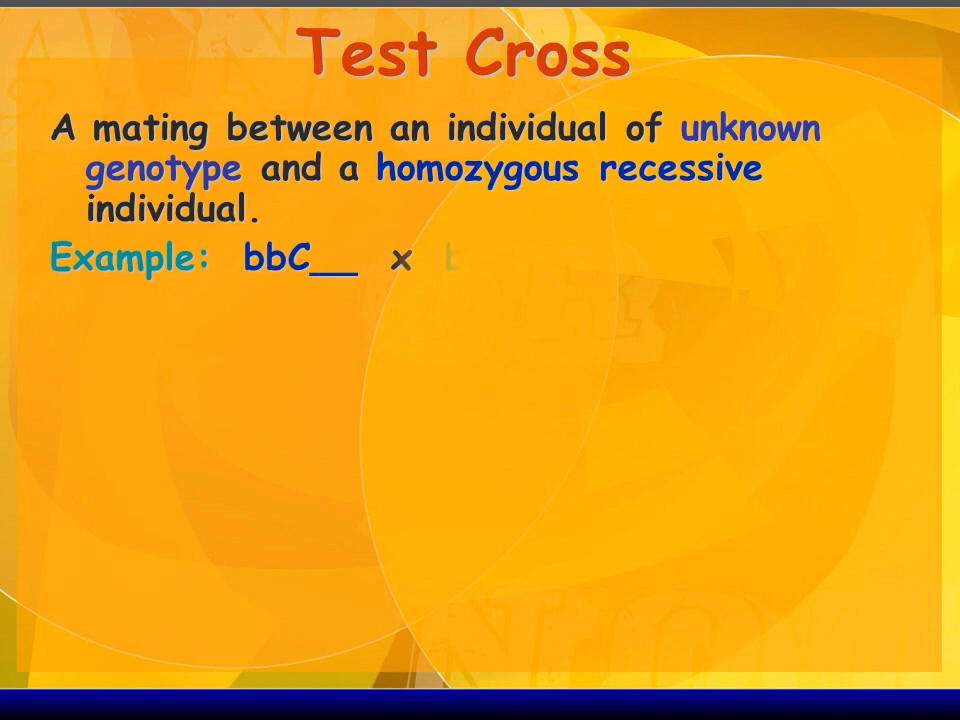 Test Cross
A mating between an individual of unknown
genotype and a homozygous recessive
individual.
Example: bbC__ x b